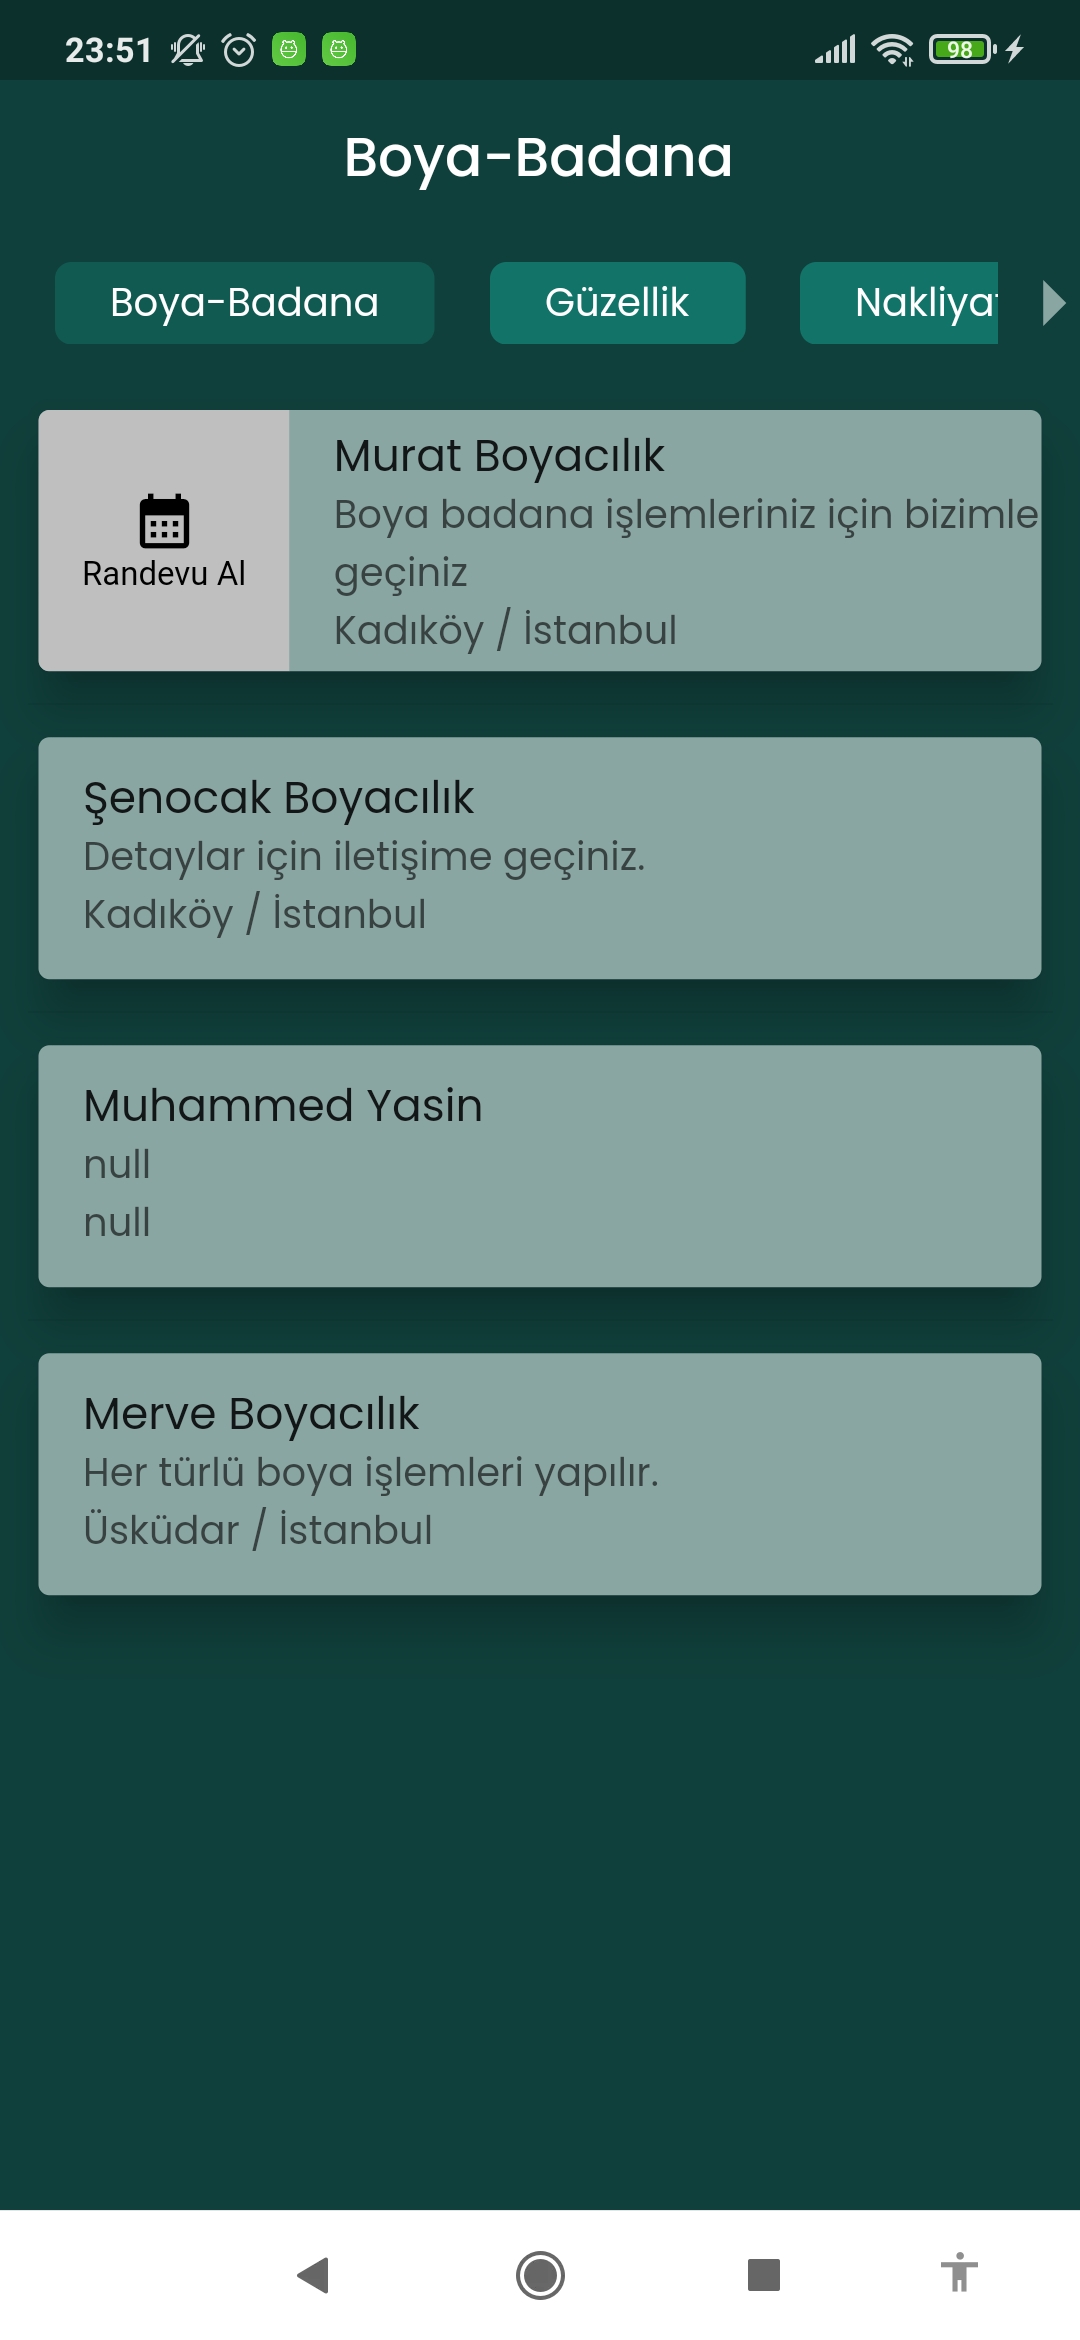 23:51
98
Boya-Badana
Boya-Badana
Güzellik
Nakliya
Randevu Al
Murat Boyacılık
Boya badana işlemleriniz için bizimle
geçiniz
Kadıköy / İstanbul
Şenocak Boyacılık
Detaylar için iletişime geçiniz.
Kadıköy / İstanbul
Muhammed Yasin
null
null
Merve Boyacılık
Her türlü boya işlemleri yapılır.
Üsküdar / İstanbul